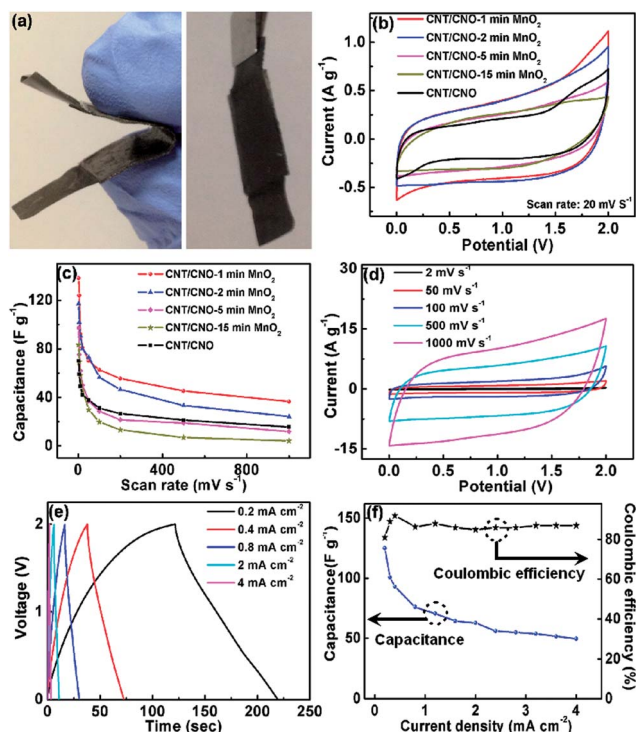 (a)
(b)
CNT/CNO-1 min MnO₂
CNT/CNO-2 min MnO₂
CNT/CNO-5 min MnO₂
CNT/CNO-15 min MnO₂
CNT/CNO
Scan rate: 20 mV S⁻¹
Current (A g⁻¹)
1.0
0.5
0.0
-0.5
0.0 0.5 1.0 1.5 2.0
Potential (V)
(c)
CNT/CNO-1 min MnO₂
CNT/CNO-2 min MnO₂
CNT/CNO-5 min MnO₂
CNT/CNO-15 min MnO₂
CNT/CNO
Capacitance (F g⁻¹)
120
80
40
0
0 400 800
Scan rate (mV s⁻¹)
(d)
2 mV s⁻¹
50 mV s⁻¹
100 mV s⁻¹
500 mV s⁻¹
1000 mV s⁻¹
Current (A g⁻¹)
30
15
0
-15
0.0 0.5 1.0 1.5 2.0
Potential (V)
(e)
0.2 mA cm⁻²
0.4 mA cm⁻²
0.8 mA cm⁻²
2 mA cm⁻²
4 mA cm⁻²
Voltage (V)
2
1
0
0 50 100 150 200 250
Time (sec)
(f)
Coulombic efficiency
Capacitance
Capacitance(F g⁻¹)
150
100
50
0
Coulombic efficiency (%)
80
60
40
20
0
0 1 2 3 4
Current density (mA cm⁻²)